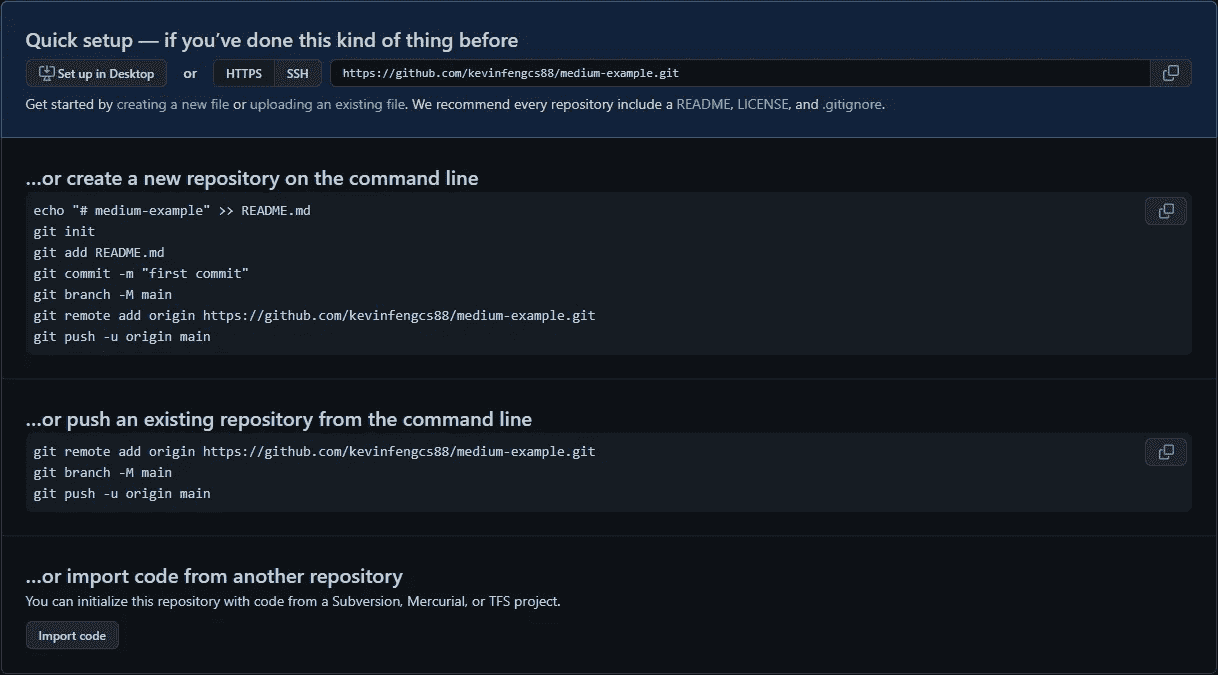 Quick setup — if you’ve done this kind of thing before
Set up in Desktop or HTTPS SSH https://github.com/kevinfengcs88/medium-example.git
Get started by creating a new file or uploading an existing file. We recommend every repository include a README, LICENSE, and .gitignore.
…or create a new repository on the command line
echo "# medium-example" >> README.md
git init
git add README.md
git commit -m "first commit"
git branch -M main
git remote add origin https://github.com/kevinfengcs88/medium-example.git
git push -u origin main
…or push an existing repository from the command line
git remote add origin https://github.com/kevinfengcs88/medium-example.git
git branch -M main
git push -u origin main
…or import code from another repository
You can initialize this repository with code from a Subversion, Mercurial, or TFS project.
Import code